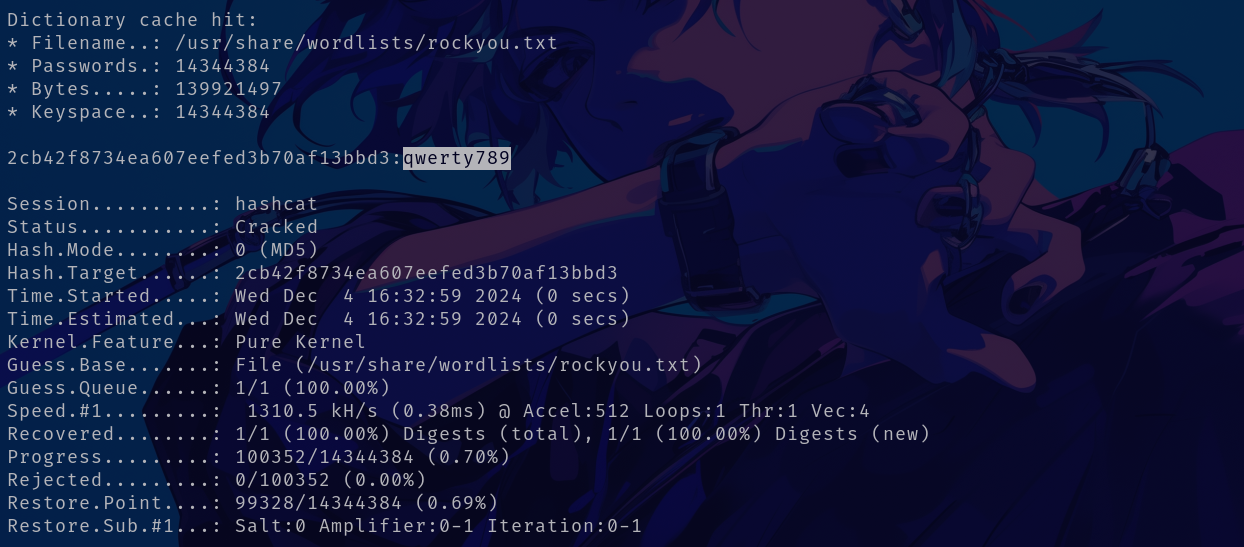 Dictionary cache hit:
* Filename..: /usr/share/wordlists/rockyou.txt
* Passwords.: 14344384
* Bytes.....: 139921497
* Keyspace..: 14344384
2cb42f8734ea607eefed3b70af13bbd3:qwerty789
Session..........: hashcat
Status...........: Cracked
Hash.Mode........: 0 (MD5)
Hash.Target......: 2cb42f8734ea607eefed3b70af13bbd3
Time.Started.....: Wed Dec  4 16:32:59 2024 (0 secs)
Time.Estimated...: Wed Dec  4 16:32:59 2024 (0 secs)
Kernel.Feature...: Pure Kernel
Guess.Base.......: File (/usr/share/wordlists/rockyou.txt)
Guess.Queue......: 1/1 (100.00%)
Speed.#1.........:  1310.5 kH/s (0.38ms) @ Accel:512 Loops:1 Thr:1 Vec:4
Recovered........: 1/1 (100.00%) Digests (total), 1/1 (100.00%) Digests (new)
Progress.........: 100352/14344384 (0.70%)
Rejected.........: 0/100352 (0.00%)
Restore.Point....: 99328/14344384 (0.69%)
Restore.Sub.#1...: Salt:0 Amplifier:0-1 Iteration:0-1